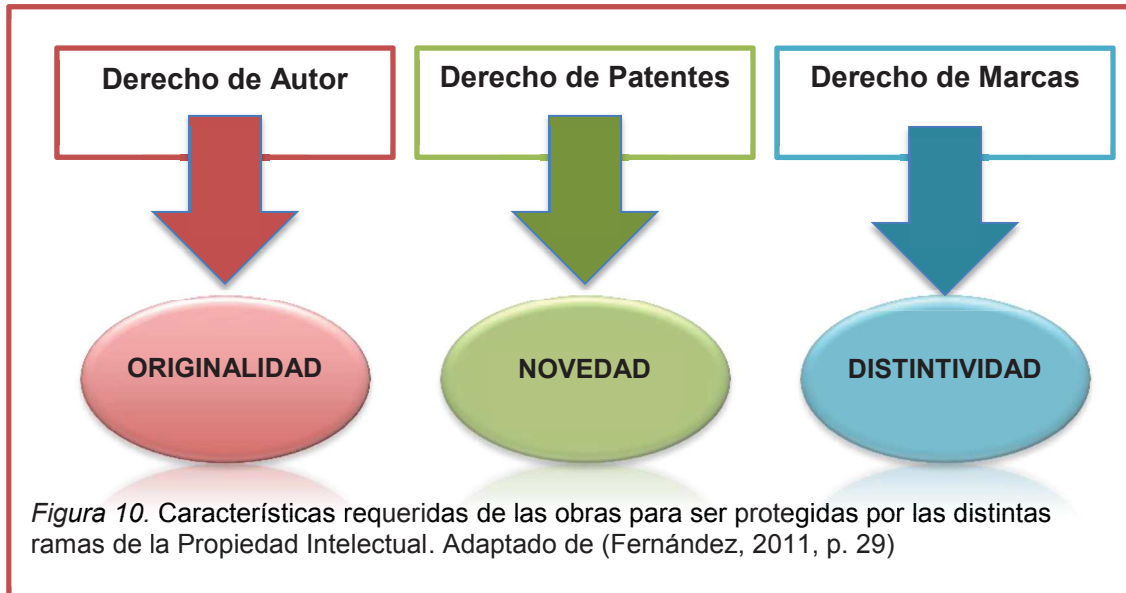 Derecho de Autor
Derecho de Patentes
Derecho de Marcas
ORIGINALIDAD
NOVEDAD
DISTINTIVIDAD
Figura 10. Características requeridas de las obras para ser protegidas por las distintas
ramas de la Propiedad Intelectual. Adaptado de (Fernández, 2011, p. 29)